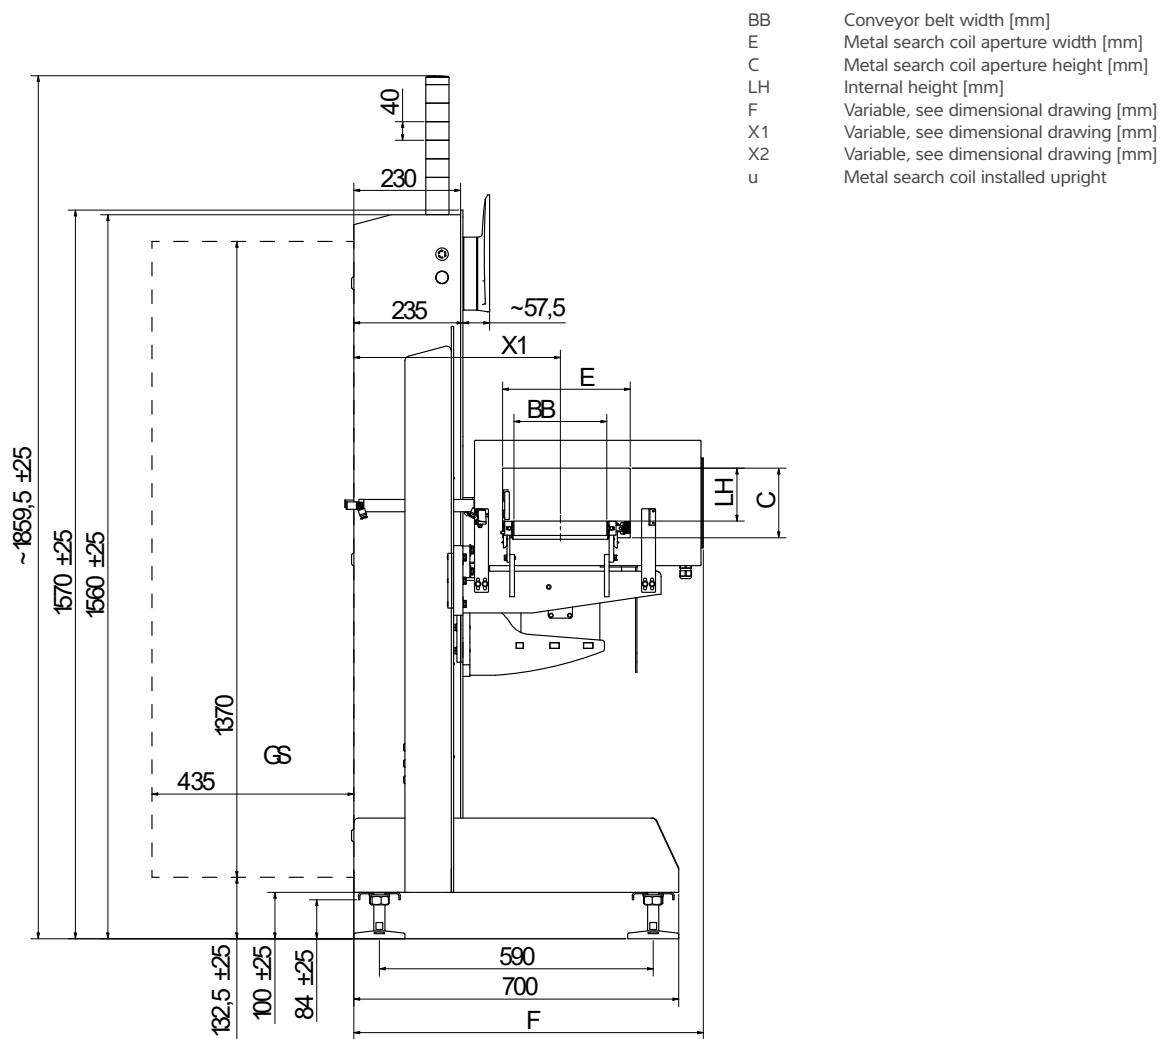 BB Conveyor belt width [mm]
E Metal search coil aperture width [mm]
C Metal search coil aperture height [mm]
LH Internal height [mm]
F Variable, see dimensional drawing [mm]
X1 Variable, see dimensional drawing [mm]
X2 Variable, see dimensional drawing [mm]
u Metal search coil installed upright
40
230
235
~57,5
X1
E
BB
LH
C
~1859,5 ±25
1570 ±25
1560 ±25
1370
GS
435
132,5 ±25
100 ±25
84 ±25
590
700
F